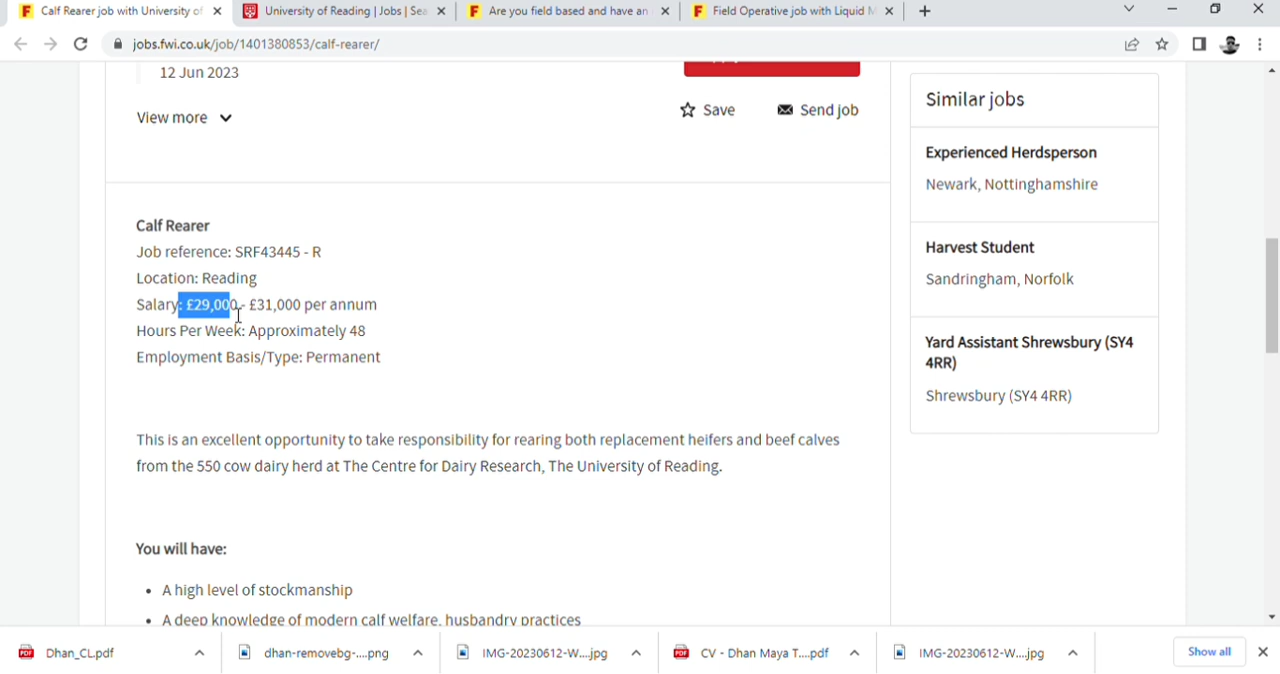 Calf Rearer job with University of
University of Reading | Jobs | Sea
Are you field based and have an
Field Operative job with Liquid M
jobs.fwi.co.uk/job/1401380853/calf-rearer/
12 Jun 2023
View more
Save
Send job
Calf Rearer
Job reference: SRF43445 - R
Location: Reading
Salary: £29,000 - £31,000 per annum
Hours Per Week: Approximately 48
Employment Basis/Type: Permanent
This is an excellent opportunity to take responsibility for rearing both replacement heifers and beef calves
from the 550 cow dairy herd at The Centre for Dairy Research, The University of Reading.
You will have:
• A high level of stockmanship
• A deep knowledge of modern calf welfare, husbandry practices
Similar jobs
Experienced Herdsperson
Newark, Nottinghamshire
Harvest Student
Sandringham, Norfolk
Yard Assistant Shrewsbury (SY4
4RR)
Shrewsbury (SY4 4RR)
Dhan_CL.pdf
dhan-removebg-....png
IMG-20230612-W....jpg
CV - Dhan Maya T....pdf
IMG-20230612-W....jpg
Show all